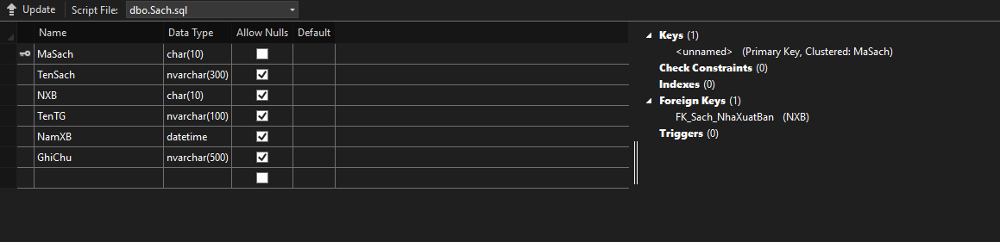 Update Script File: dbo.Sach.sql
Name Data Type Allow Nulls Default
MaSach char(10)
TenSach nvarchar(300)
NXB char(10)
TenTG nvarchar(100)
NamXB datetime
GhiChu nvarchar(500)
Keys (1)
<unnamed> (Primary Key, Clustered: MaSach)
Check Constraints (0)
Indexes (0)
Foreign Keys (1)
FK_Sach_NhaXuatBan (NXB)
Triggers (0)